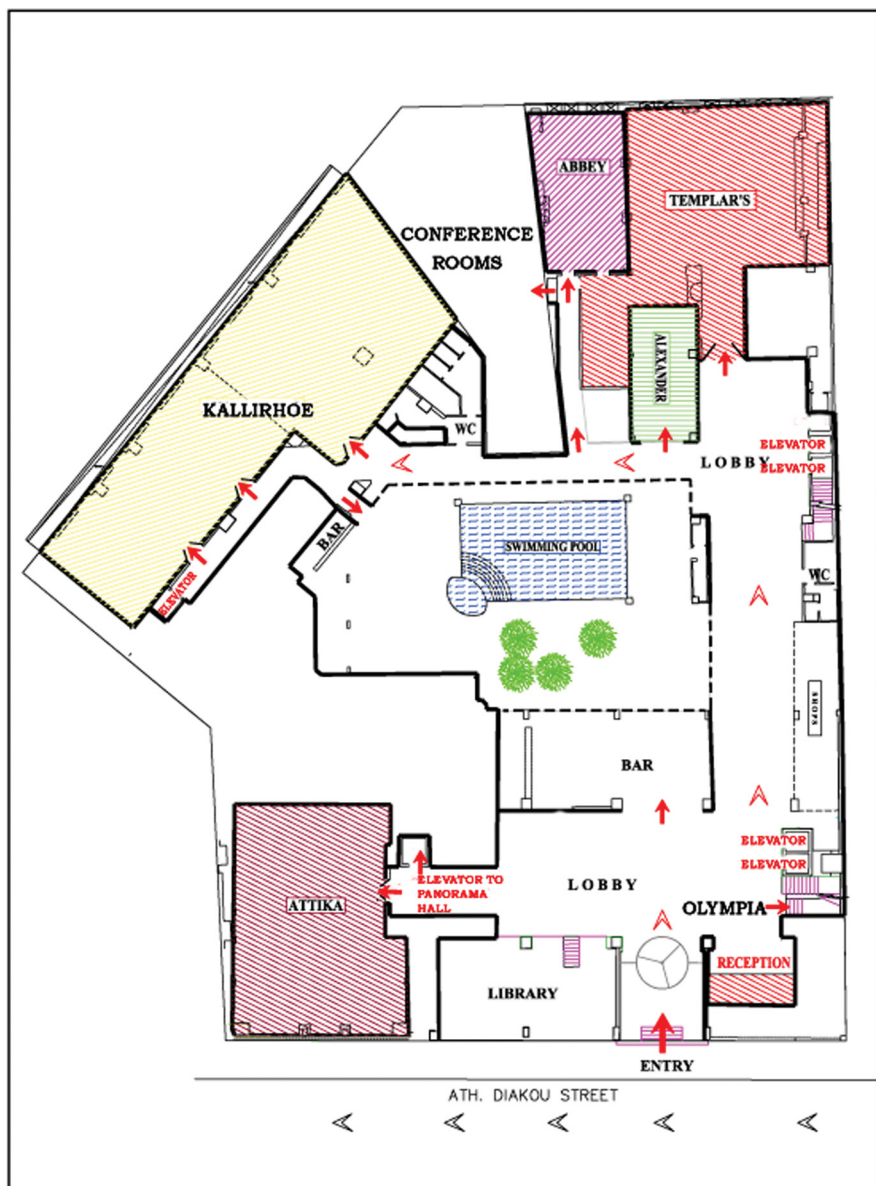 ABBEY
TEMPLAR'S
CONFERENCE
ROOMS
ALEXANDER
KALLIRHOE
WC
ELEVATOR
LOBBY
ELEVATOR
BAR
SWIMMING POOL
WC
ELEVATOR
SHOPS
BAR
ELEVATOR
ELEVATOR
ELEVATOR TO
PANORAMA
HALL
LOBBY
ATTIKA
OLYMPIA
RECEPTION
LIBRARY
ENTRY
ATH. DIAKOU STREET